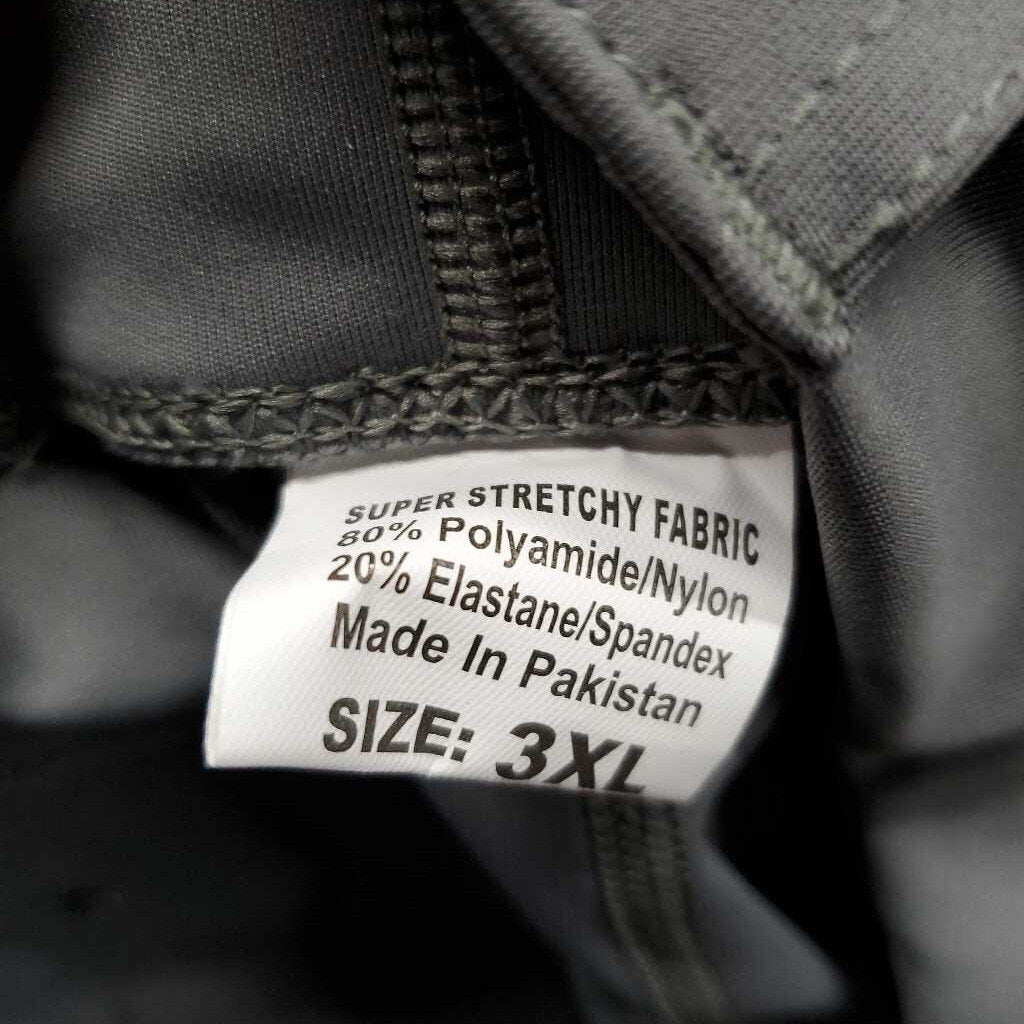 SUPER STRETCHY FABRIC
80% Polyamide/Nylon
20% Elastane/Spandex
Made In Pakistan
SIZE: 3XL